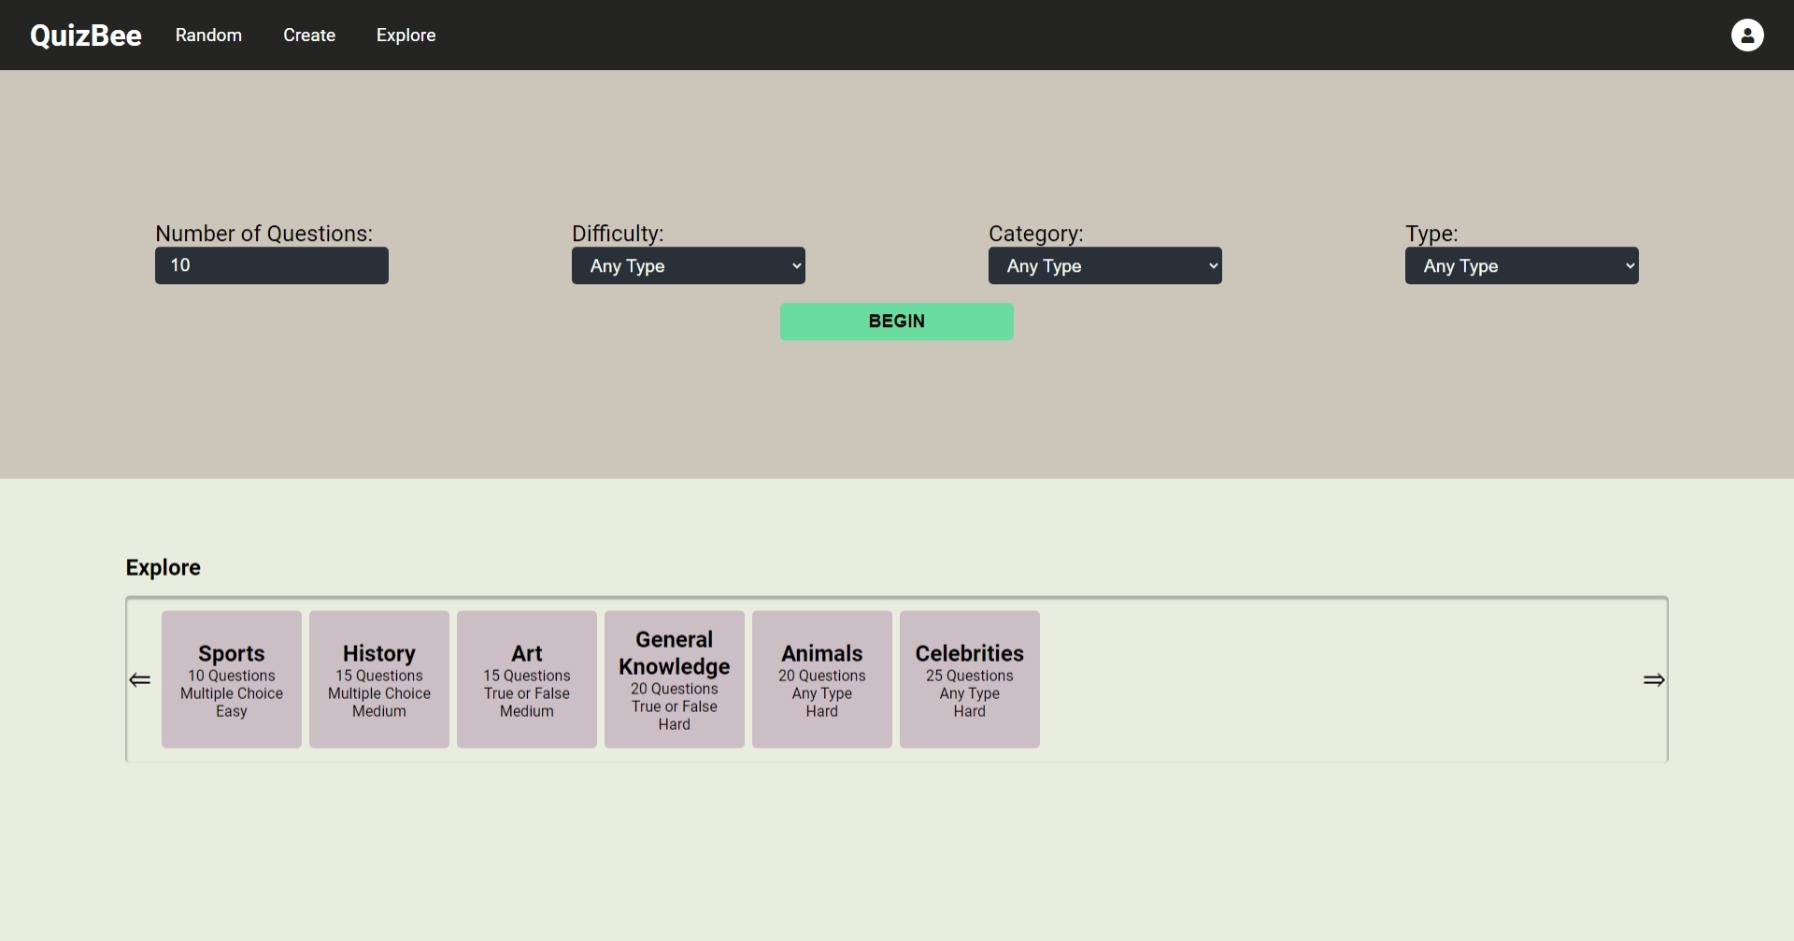 QuizBee Random Create Explore
Number of Questions: Difficulty: Category: Type:
10 Any Type Any Type Any Type
BEGIN
Explore
⇐
Sports
10 Questions
Multiple Choice
Easy
History
15 Questions
Multiple Choice
Medium
Art
15 Questions
True or False
Medium
General
Knowledge
20 Questions
True or False
Hard
Animals
20 Questions
Any Type
Hard
Celebrities
25 Questions
Any Type
Hard
⇒